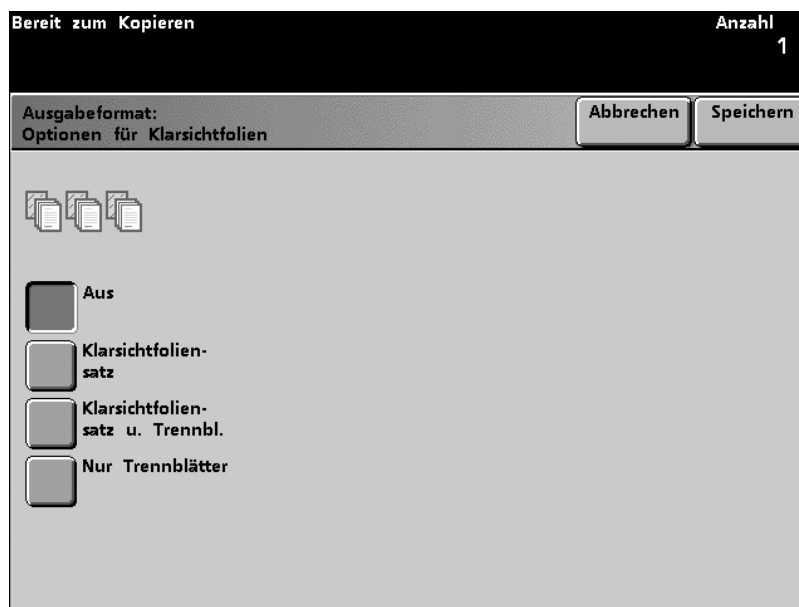 Bereit zum Kopieren
Anzahl
1
Ausgabeformat:
Optionen für Klarsichtfolien
Abbrechen
Speichern
Aus
Klarsichtfolien-
satz
Klarsichtfolien-
satz u. Trennbl.
Nur Trennblätter